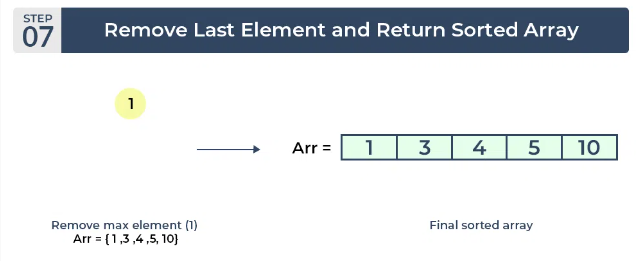 STEP
07
Remove Last Element and Return Sorted Array
1
Arr = 1 3 4 5 10
Remove max element (1)
Arr = { 1 ,3 ,4 ,5, 10}
Final sorted array